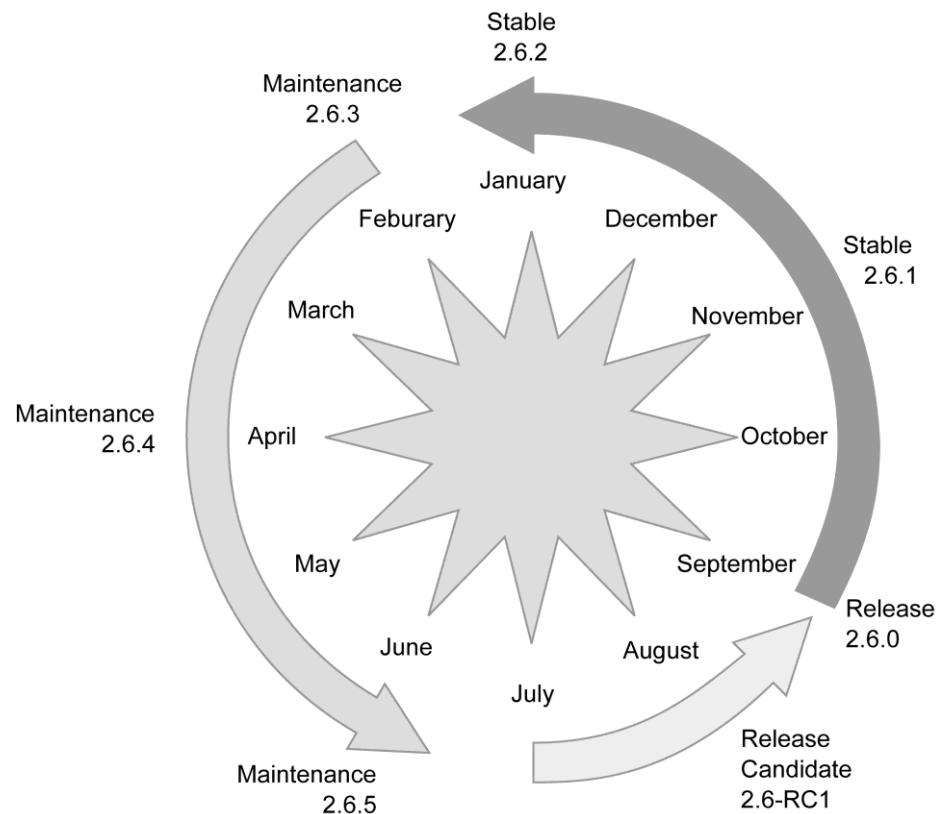 Stable
2.6.2
Maintenance
2.6.3
January
Feburary
December
Stable
2.6.1
March
November
Maintenance
2.6.4
April
October
May
September
Release
2.6.0
June
August
July
Release
Candidate
2.6-RC1
Maintenance
2.6.5